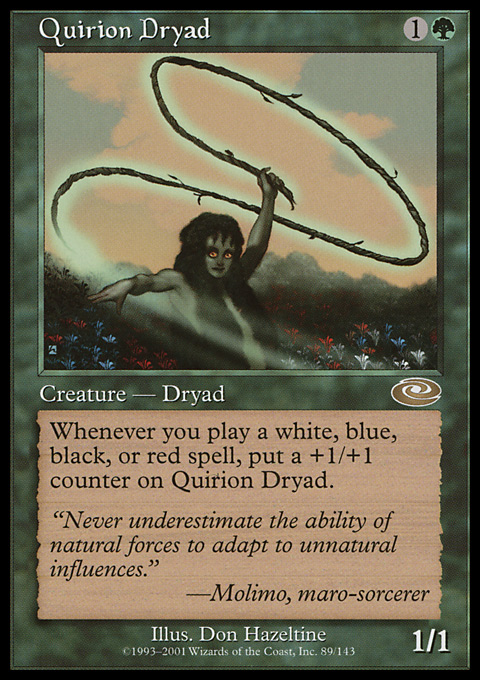 Quirion Dryad 1
Creature — Dryad
Whenever you play a white, blue,
black, or red spell, put a +1/+1
counter on Quirion Dryad.
“Never underestimate the ability of
natural forces to adapt to unnatural
influences.”
—Molimo, maro-sorcerer
Illus. Don Hazeltine
©1993–2001 Wizards of the Coast, Inc. 89/143
1/1